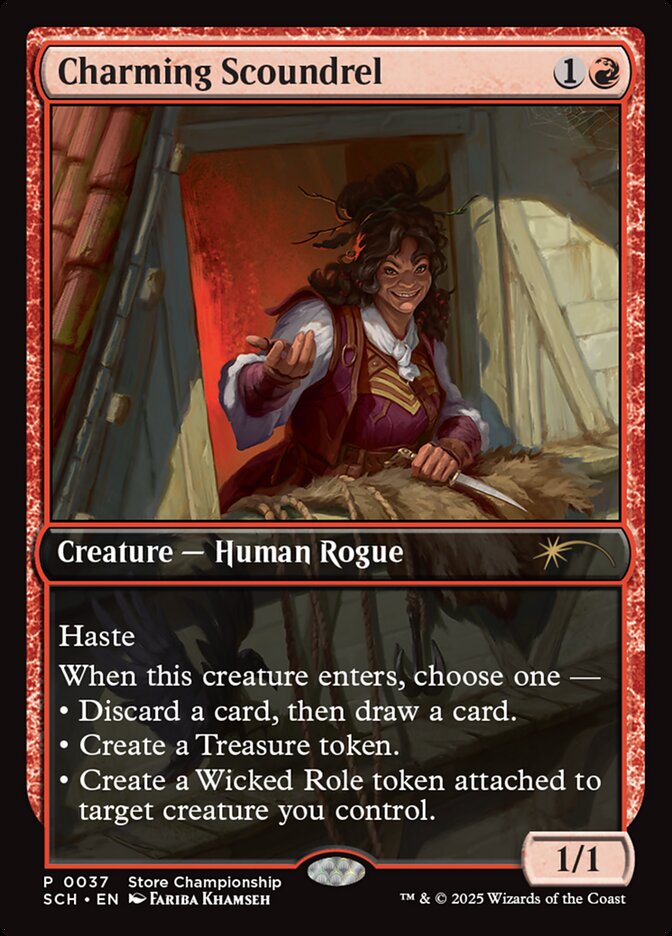 Charming Scoundrel 1
Creature — Human Rogue
Haste
When this creature enters, choose one —
• Discard a card, then draw a card.
• Create a Treasure token.
• Create a Wicked Role token attached to
target creature you control.
1/1
P 0037 Store Championship
SCH • EN Fariba Khamseh
™ & © 2025 Wizards of the Coast